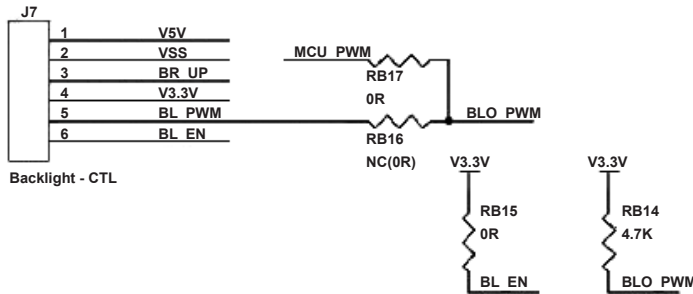 J7
1 V5V
2 VSS
3 BR_UP
4 V3.3V
5 BL_PWM
6 BL_EN
Backlight - CTL
MCU_PWM
RB17
0R
RB16
NC(0R)
BLO_PWM
V3.3V
RB15
0R
BL_EN
V3.3V
RB14
4.7K
BLO_PWM